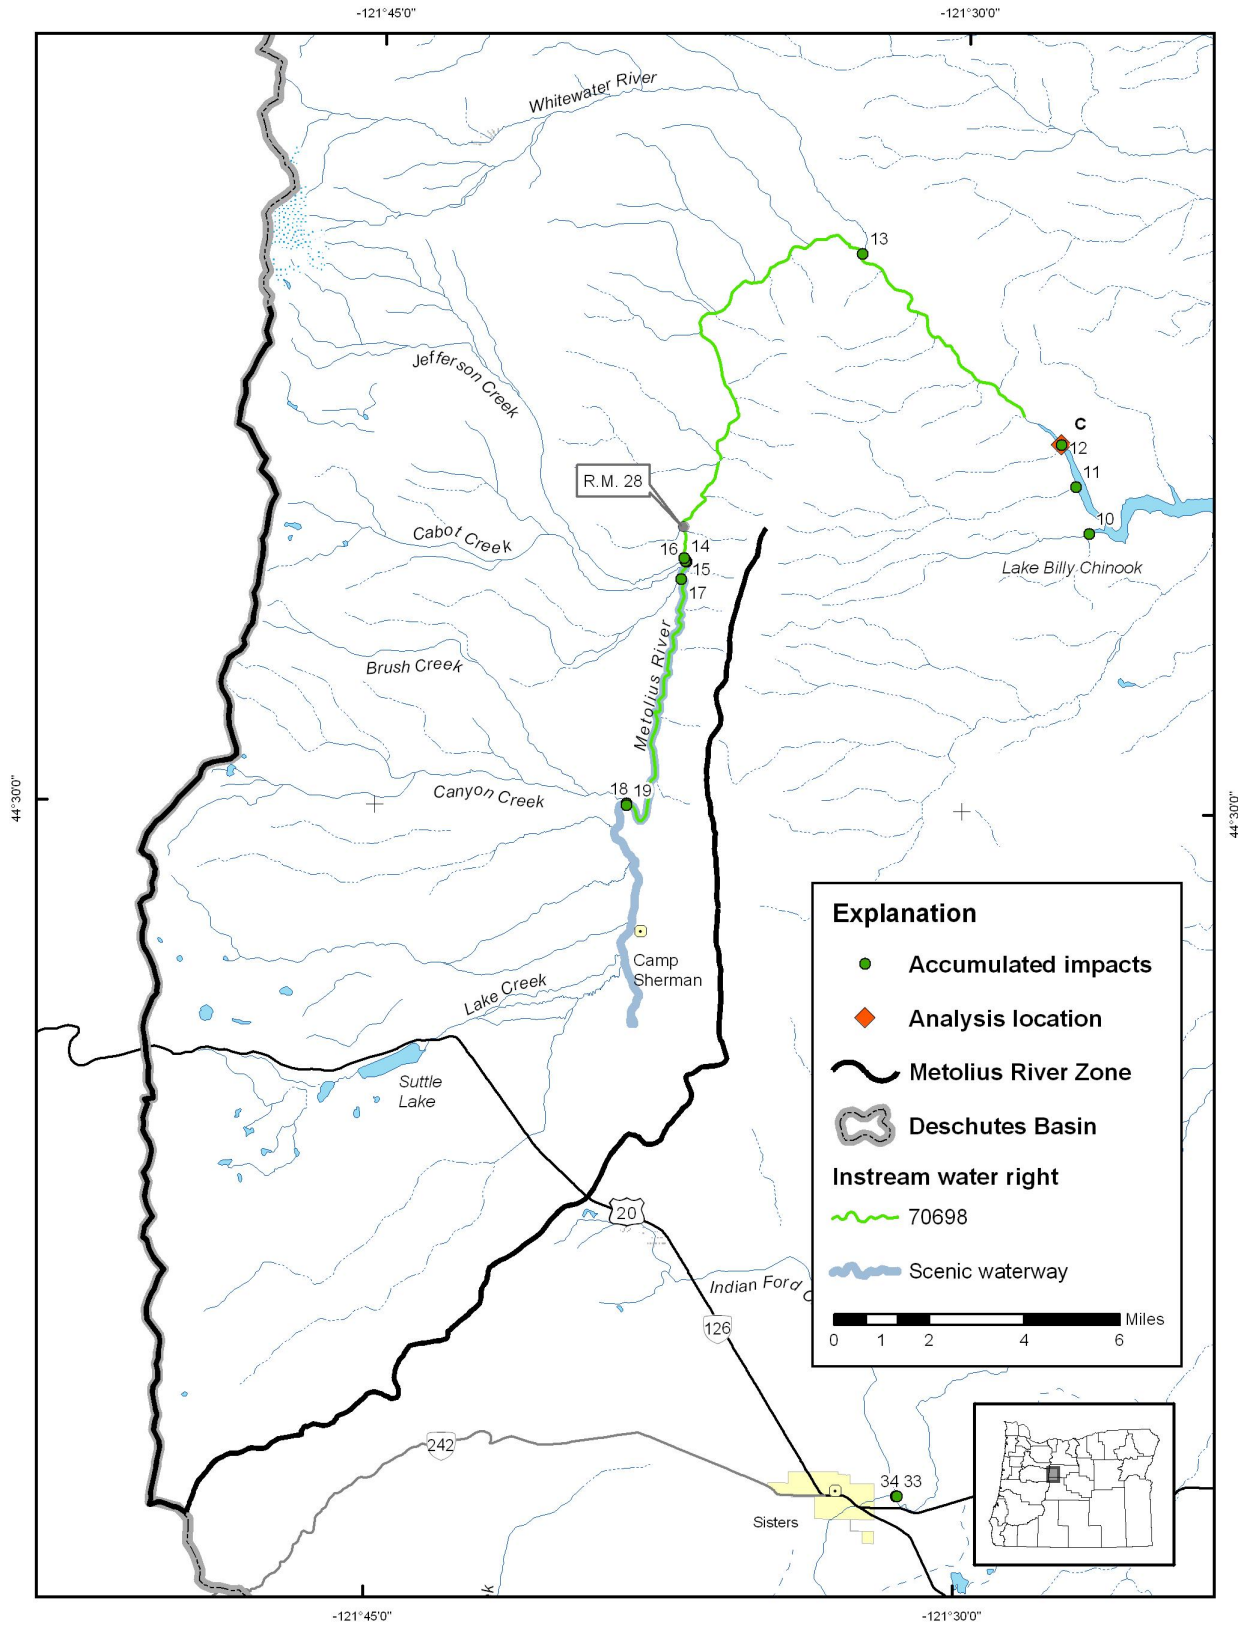 -121°45'0"
-121°30'0"
Whitewater River
13
Jefferson Creek
C
12
11
R.M. 28
10
Cabot Creek
16
14
15
17
Lake Billy Chinook
Metolius River
Brush Creek
44°30'0"
44°30'0"
Canyon Creek
18
19
Camp
Sherman
Lake Creek
Suttle
Lake
20
Indian Ford C
126
242
34
33
Sisters
k
Explanation
Accumulated impacts
Analysis location
Metolius River Zone
Deschutes Basin
Instream water right
70698
Scenic waterway
Miles
0 1 2 4 6
-121°45'0"
-121°30'0"